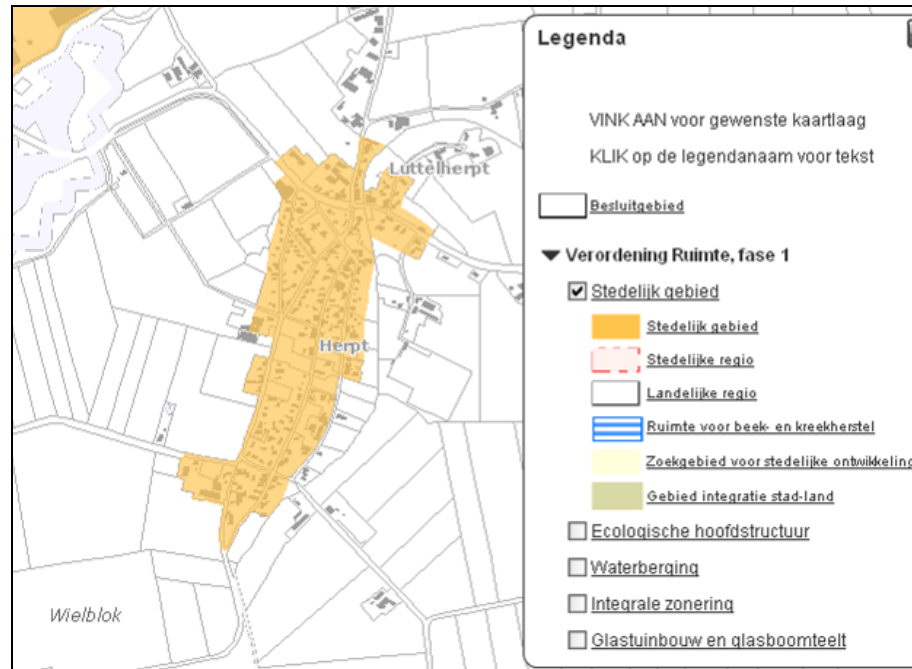 Luttelherpt
Herpt
Wielblok
Legenda
VINK AAN voor gewenste kaartlaag
KLIK op de legendanaam voor tekst
Besluitgebied
Verordening Ruimte, fase 1
Stedelijk gebied
Stedelijk gebied
Stedelijke regio
Landelijke regio
Ruimte voor beek- en kreekherstel
Zoekgebied voor stedelijke ontwikkeling
Gebied integratie stad-land
Ecologische hoofdstructuur
Waterberging
Integrale zonering
Glastuinbouw en glasboomteelt